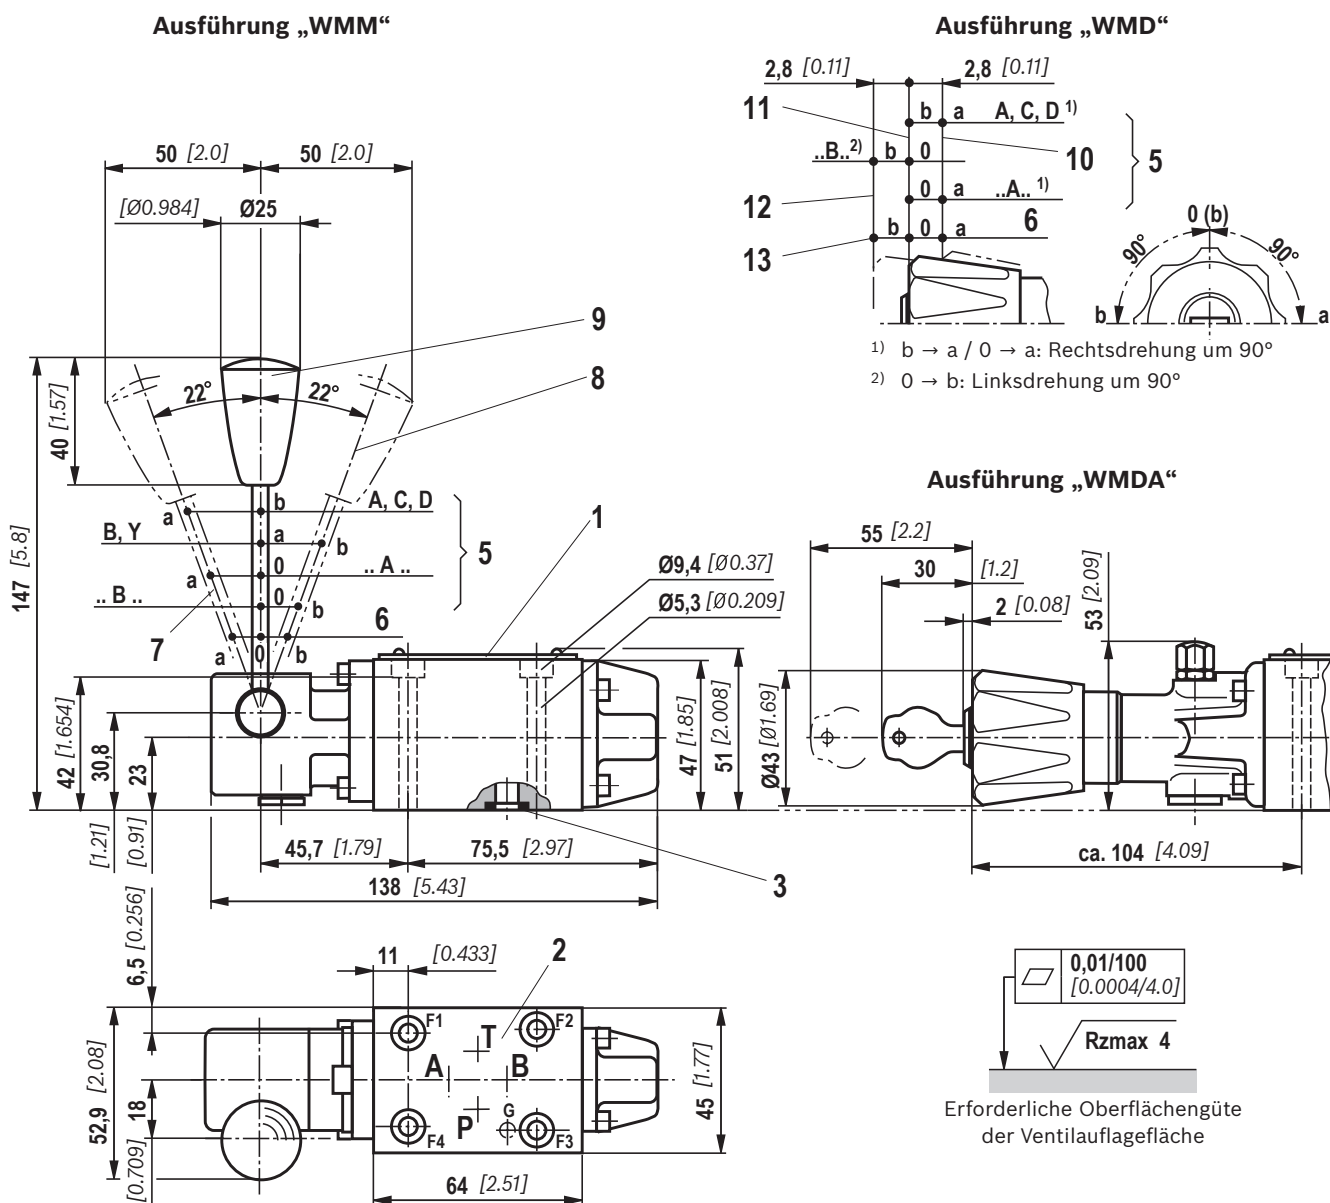 Ausführung „WMM“
50 [2.0]
50 [2.0]
[Ø0.984]
Ø25
9
8
22°
22°
40 [1.57]
147 [5.8]
b
A, C, D
a
B, Y
a
b
5
a
0
.. A ..
.. B ..
0
b
7
6
a
0
b
1
Ø9,4 [Ø0.37]
Ø5,3 [Ø0.209]
42 [1.654]
30,8
[1.21]
23
[0.91]
47 [1.85]
51 [2.008]
45,7 [1.79]
75,5 [2.97]
138 [5.43]
3
6,5 [0.256]
11 [0.433]
2
F1
F2
T
A
B
P
G
F4
F3
52,9 [2.08]
18
[0.709]
45 [1.77]
64 [2.51]
Ausführung „WMD“
2,8 [0.11]
2,8 [0.11]
11
b
a
A, C, D 1)
..B..2)
b
0
10
5
12
0
a
..A.. 1)
b
0
a
6
13
0 (b)
90°
90°
b
a
1) b → a / 0 → a: Rechtsdrehung um 90°
2) 0 → b: Linksdrehung um 90°
Ausführung „WMDA“
55 [2.2]
30 [1.2]
2 [0.08]
53 [2.09]
Ø43 [Ø1.69]
ca. 104 [4.09]
0,01/100
[0.0004/4.0]
Rzmax 4
Erforderliche Oberflächengüte
der Ventilauflagefläche